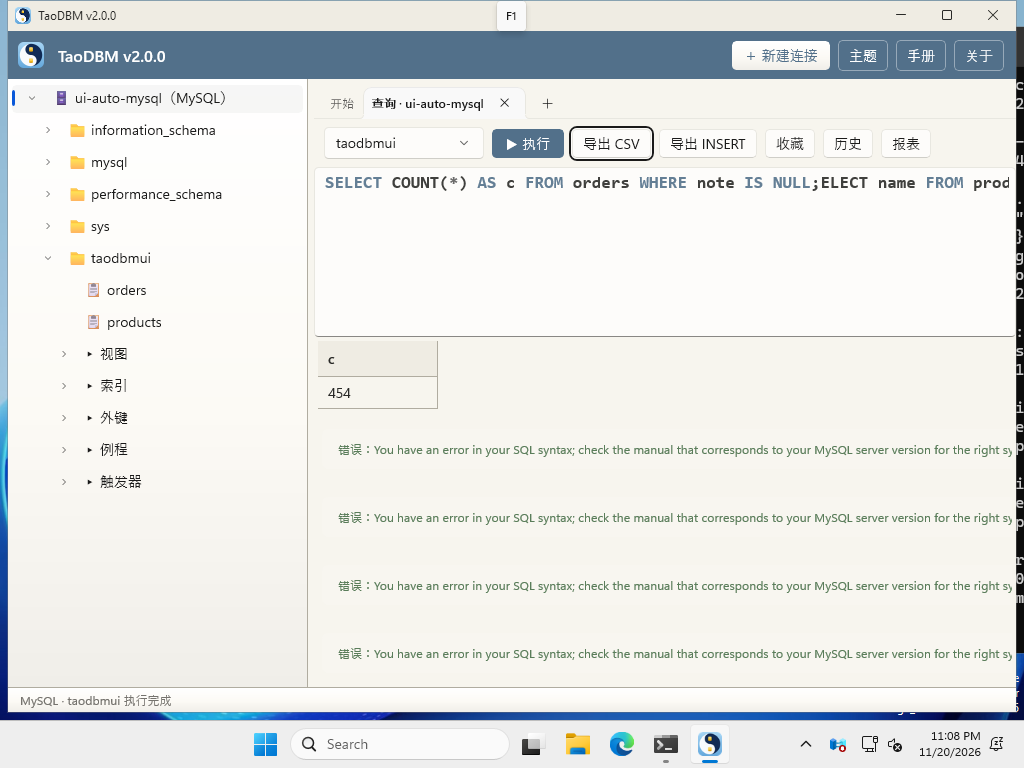 TaoDBM v2.0.0
F1
TaoDBM v2.0.0
+ 新建连接
主题
手册
关于
ui-auto-mysql（MySQL）
information_schema
mysql
performance_schema
sys
taodbmui
orders
products
视图
索引
外键
例程
触发器
开始
查询 · ui-auto-mysql
taodbmui
执行
导出 CSV
导出 INSERT
收藏
历史
报表
SELECT COUNT(*) AS c FROM orders WHERE note IS NULL;ELECT name FROM prod
c
454
错误：You have an error in your SQL syntax; check the manual that corresponds to your MySQL server version for the right sy
错误：You have an error in your SQL syntax; check the manual that corresponds to your MySQL server version for the right sy
错误：You have an error in your SQL syntax; check the manual that corresponds to your MySQL server version for the right sy
错误：You have an error in your SQL syntax; check the manual that corresponds to your MySQL server version for the right sy
MySQL · taodbmui 执行完成
Search
11:08 PM
11/20/2026